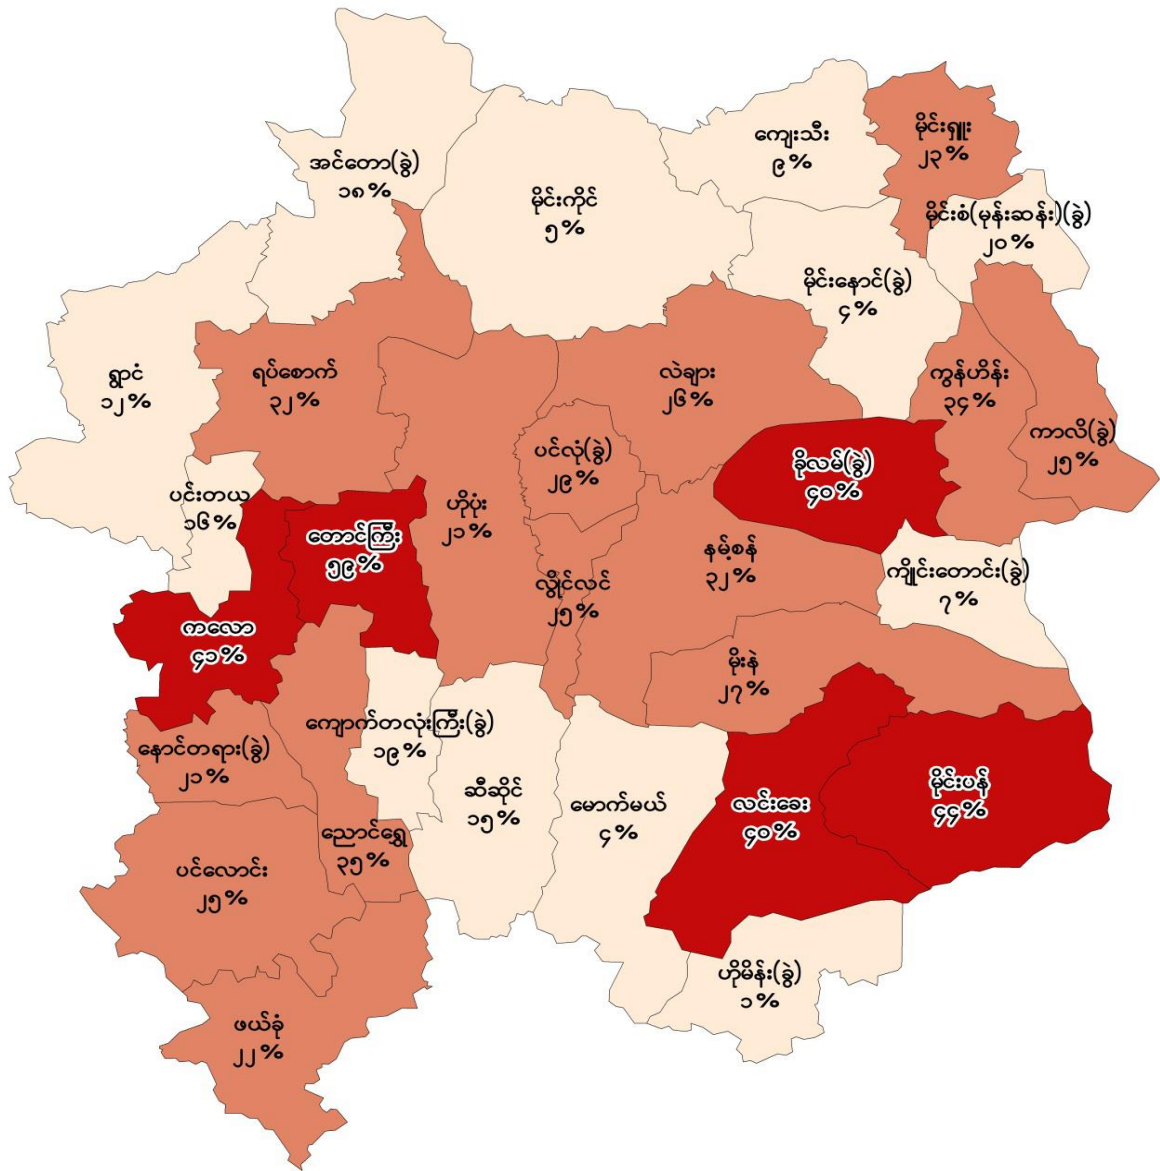 ကျေးသီး
၉%
မိုင်းရှူး
၂၃%
အင်တော(ခွဲ)
၁၈%
မိုင်းကိုင်
၅%
မိုင်းစံ(မုန်းဆန်း)(ခွဲ)
၂၀%
မိုင်းနောင်(ခွဲ)
၄%
ရွာငံ
၁၂%
ရပ်စောက်
၃၂%
လဲချား
၂၆%
ကွန်ဟိန်း
၃၄%
ကာလိ(ခွဲ)
၂၅%
ပင်လုံ(ခွဲ)
၂၉%
ခိုလမ်(ခွဲ)
၄၀%
ပင်းတယ
၁၆%
ဟိုပုံး
၂၁%
တောင်ကြီး
၅၉%
နမ့်စန်
၃၂%
လွိုင်လင်
၂၅%
ကျိုင်းတောင်း(ခွဲ)
၇%
ကလော
၄၁%
မိုးနဲ
၂၇%
ကျောက်တလုံးကြီး(ခွဲ)
၁၉%
နောင်တရား(ခွဲ)
၂၁%
ဆီဆိုင်
၁၅%
မောက်မယ်
၄%
လင်းခေး
၄၀%
မိုင်းပန်
၄၄%
ညောင်ရွှေ
၃၅%
ပင်လောင်း
၂၅%
ဟိုမိန်း(ခွဲ)
၁%
ဖယ်ခုံ
၂၂%